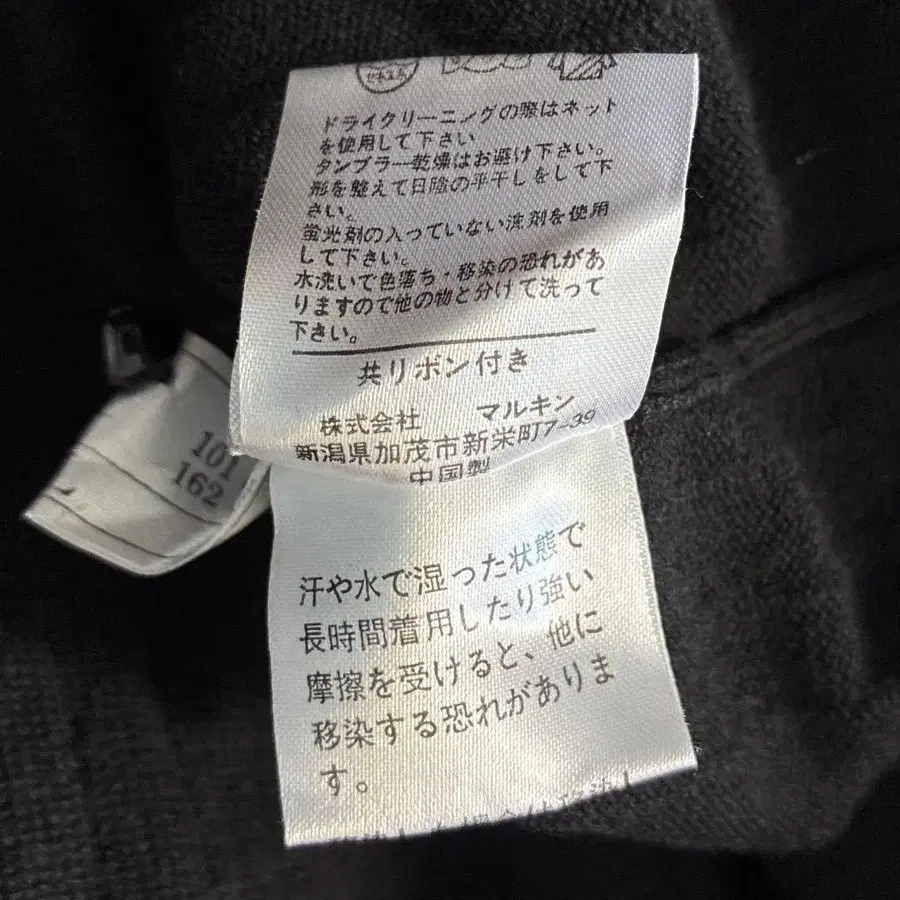 セキユ系
ドライクリーニングの際はネット
を使用して下さい
タンブラー乾燥はお避け下さい。
形を整えて日陰の平干しをして下
さい。
蛍光剤の入っていない洗剤を使用
して下さい。
水洗いで色落ち・移染の恐れがあ
りますので他の物と分けて洗って
下さい。
共リボン付き
株式会社 マルキン
新潟県加茂市新栄町7-39
中国製
101
162
汗や水で湿った状態で
長時間着用したり強い
摩擦を受けると、他に
移染する恐れがありま
す。